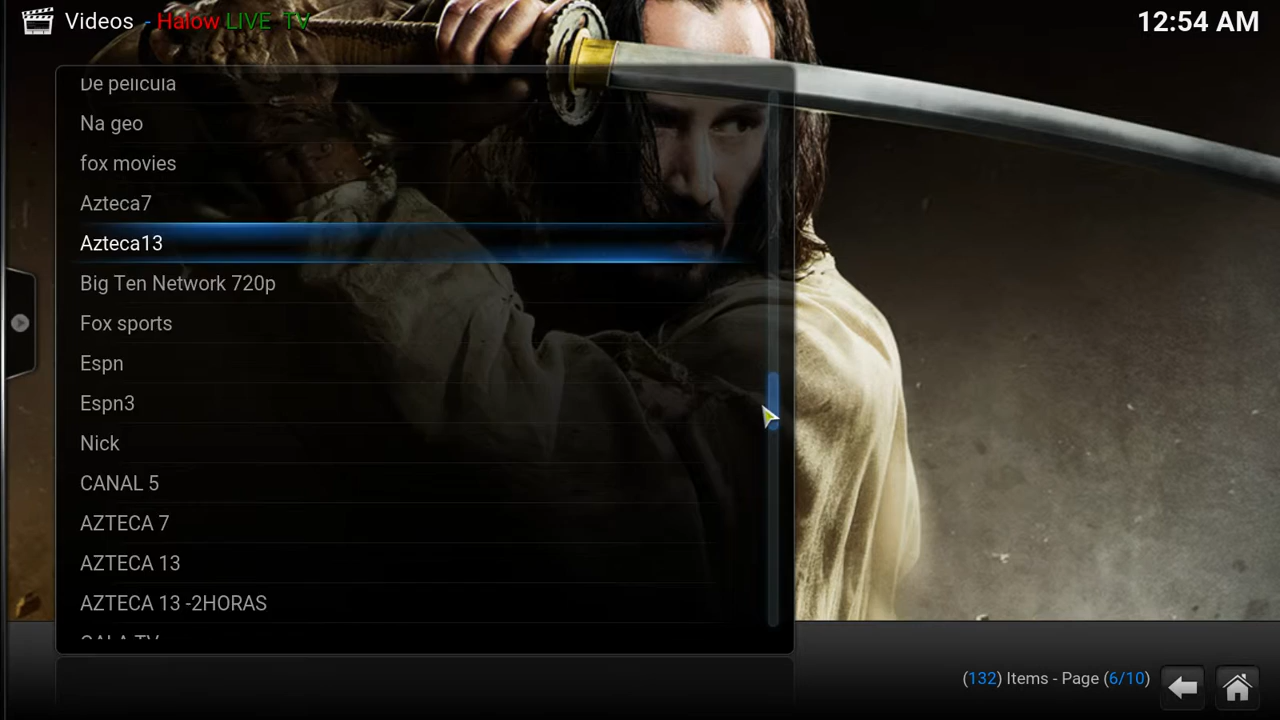 Videos - Halow LIVE TV
12:54 AM
De pelicula
Na geo
fox movies
Azteca7
Azteca13
Big Ten Network 720p
Fox sports
Espn
Espn3
Nick
CANAL 5
AZTECA 7
AZTECA 13
AZTECA 13 -2HORAS
GALA TV
(132) Items - Page (6/10)